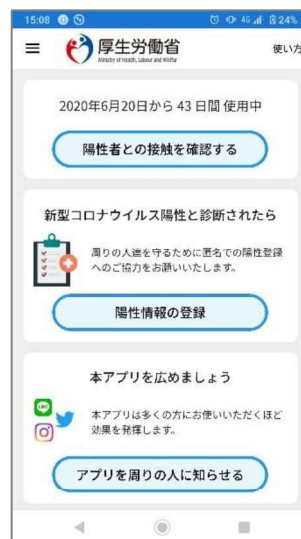 15:08 4G 24%
厚生労働省 使い方
Ministry of Health, Labour and Welfare
2020年6月20日から 43 日間 使用中
陽性者との接触を確認する
新型コロナウイルス陽性と診断されたら
周りの人達を守るために匿名での陽性登録
へのご協力をお願いいたします。
陽性情報の登録
本アプリを広めましょう
LINE
本アプリは多くの方にお使いいただくほど
効果を発揮します。
アプリを周りの人に知らせる